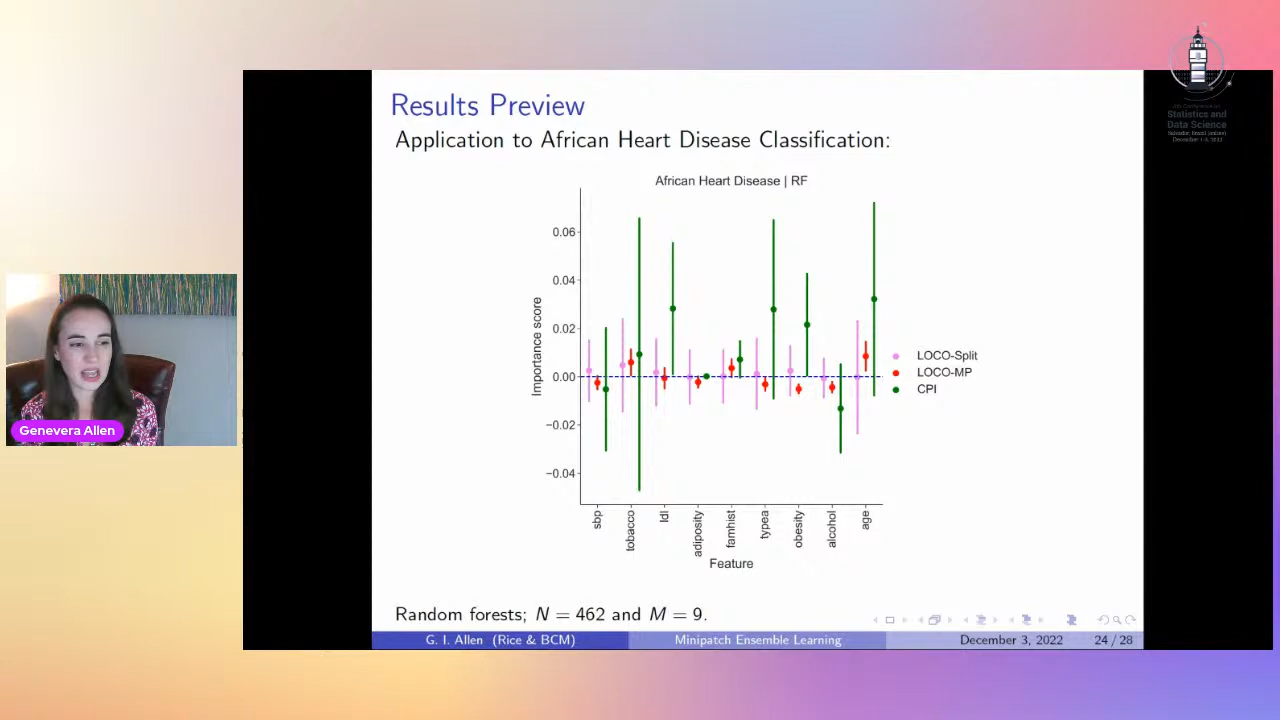 Results Preview
Application to African Heart Disease Classification:
African Heart Disease | RF
0.06
0.04
0.02
0.00
−0.02
−0.04
Importance score
sbp
tobacco
ldl
adiposity
famhist
typea
obesity
alcohol
age
Feature
LOCO-Split
LOCO-MP
CPI
Random forests; N = 462 and M = 9.
G. I. Allen (Rice & BCM)
Minipatch Ensemble Learning
December 3, 2022
24 / 28
Genevera Allen
Statistics and
Data Science
Salvador, Brazil (online)